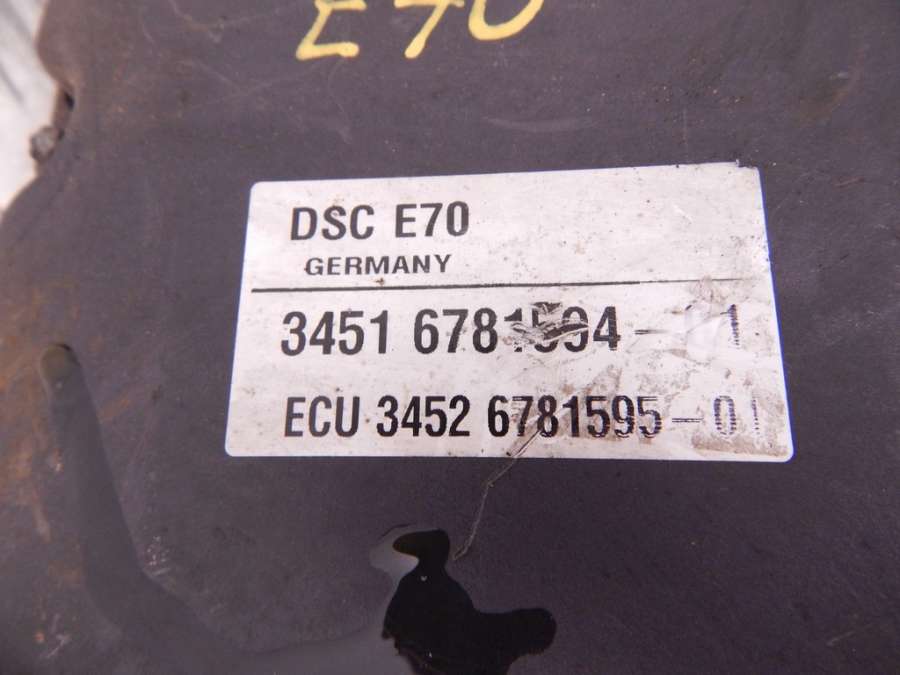 E70
DSC E70
GERMANY
3451 6781594-
ECU 3452 6781595-01